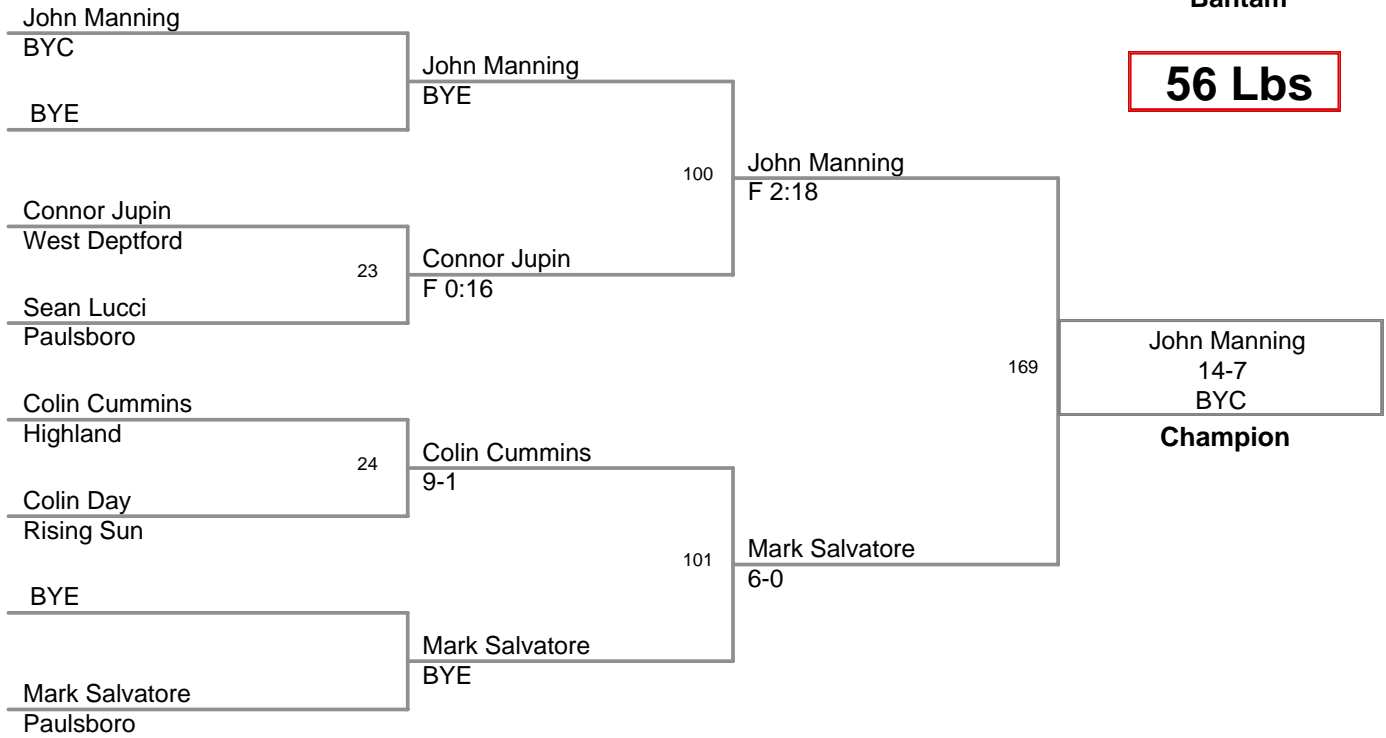 Bantam
56 Lbs
John Manning
BYC
BYE
Connor Jupin
West Deptford
23
Sean Lucci
Paulsboro
Colin Cummins
Highland
24
Colin Day
Rising Sun
BYE
Mark Salvatore
Paulsboro
John Manning
BYE
100
Connor Jupin
F 0:16
Colin Cummins
9-1
101
Mark Salvatore
BYE
John Manning
F 2:18
169
Mark Salvatore
6-0
John Manning
14-7
BYC
Champion